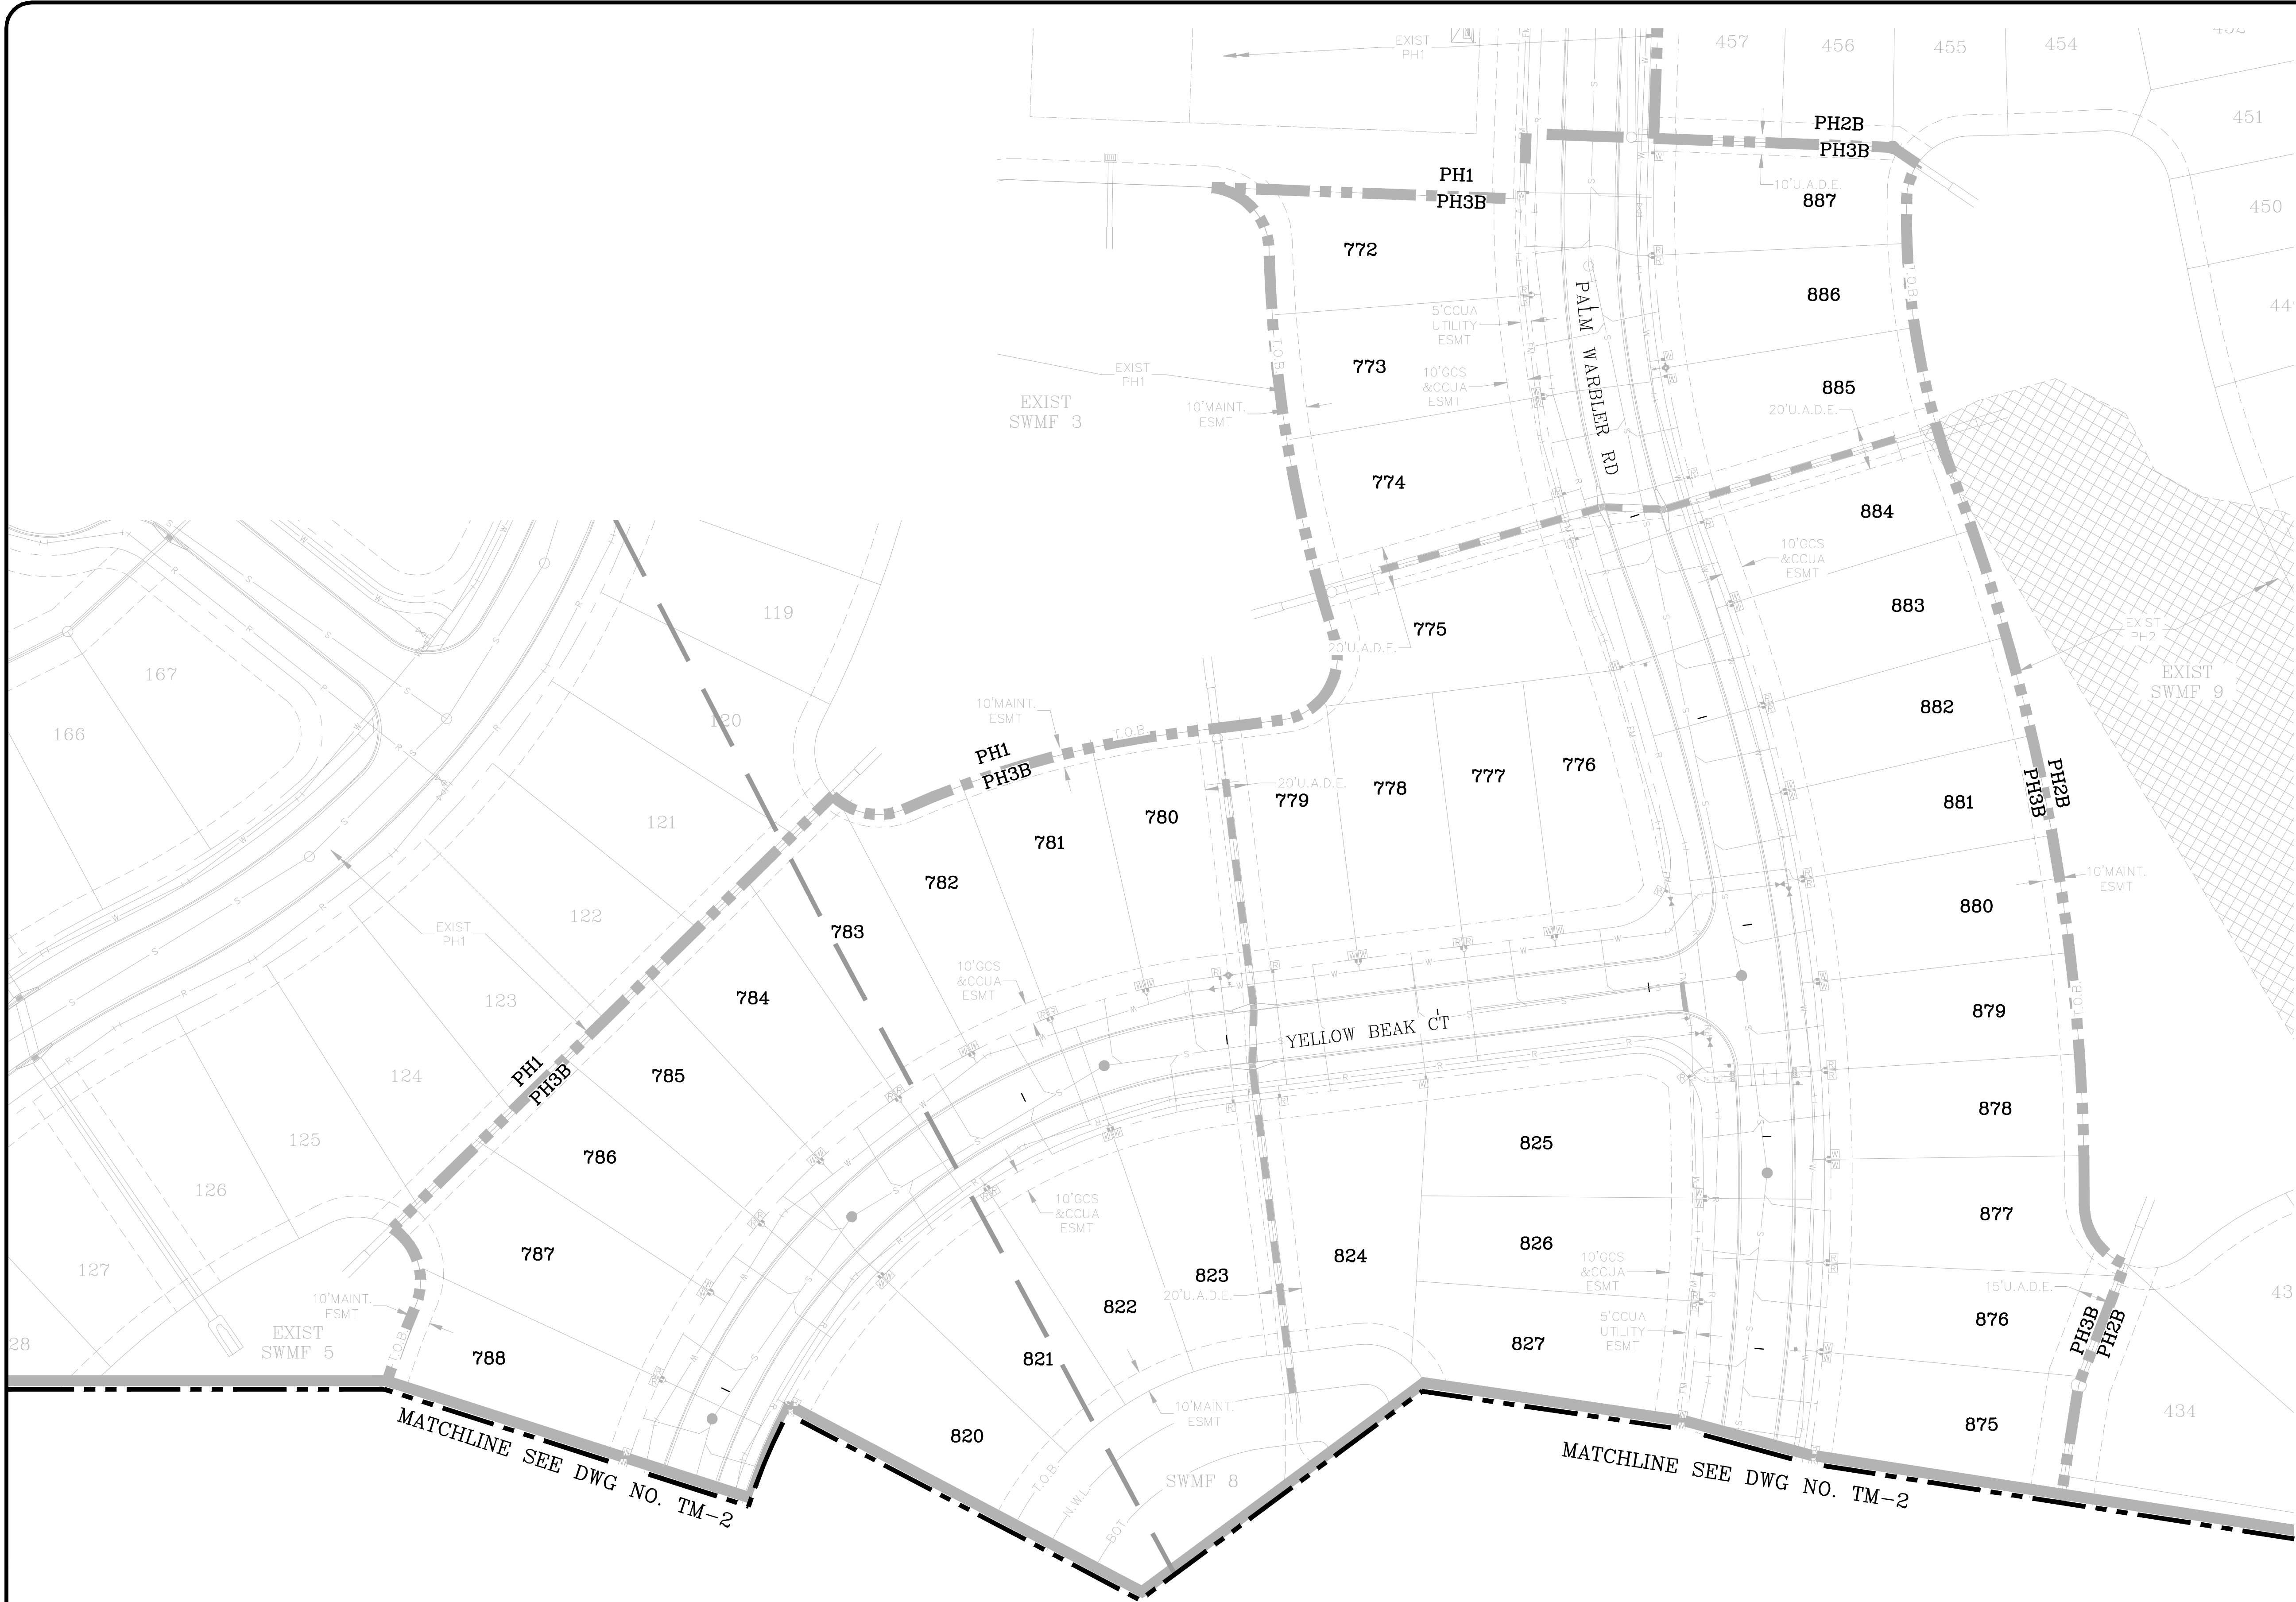 EXIST
PH1
457
456
455
454
451
450
PH2B
PH3B
10'U.A.D.E.
887
PH1
PH3B
772
886
T.O.B.
PALM WARBLER RD
5'CCUA
UTILITY
ESMT
773
10'GCS
&CCUA
ESMT
885
20'U.A.D.E.
EXIST
PH1
EXIST
SWMF 3
10'MAINT.
ESMT
T.O.B.
774
884
10'GCS
&CCUA
ESMT
775
20'U.A.D.E.
883
EXIST
PH2
EXIST
SWMF 9
119
120
167
166
10'MAINT.
ESMT
T.O.B.
PH1
PH3B
882
776
777
778
779
20'U.A.D.E.
780
781
782
783
121
122
123
124
125
126
127
28
EXIST
PH1
PH2B
PH3B
881
10'MAINT.
ESMT
880
879
T.O.B.
878
877
784
785
786
787
788
PH1
PH3B
10'GCS
&CCUA
ESMT
YELLOW BEAK CT
825
826
827
824
823
20'U.A.D.E.
822
821
820
10'GCS
&CCUA
ESMT
10'GCS
&CCUA
ESMT
5'CCUA
UTILITY
ESMT
15'U.A.D.E.
876
PH3B
PH2B
875
434
10'MAINT.
ESMT
T.O.B.
EXIST
SWMF 5
10'MAINT.
ESMT
T.O.B.
N.W.L
BOT
SWMF 8
MATCHLINE SEE DWG NO. TM-2
MATCHLINE SEE DWG NO. TM-2